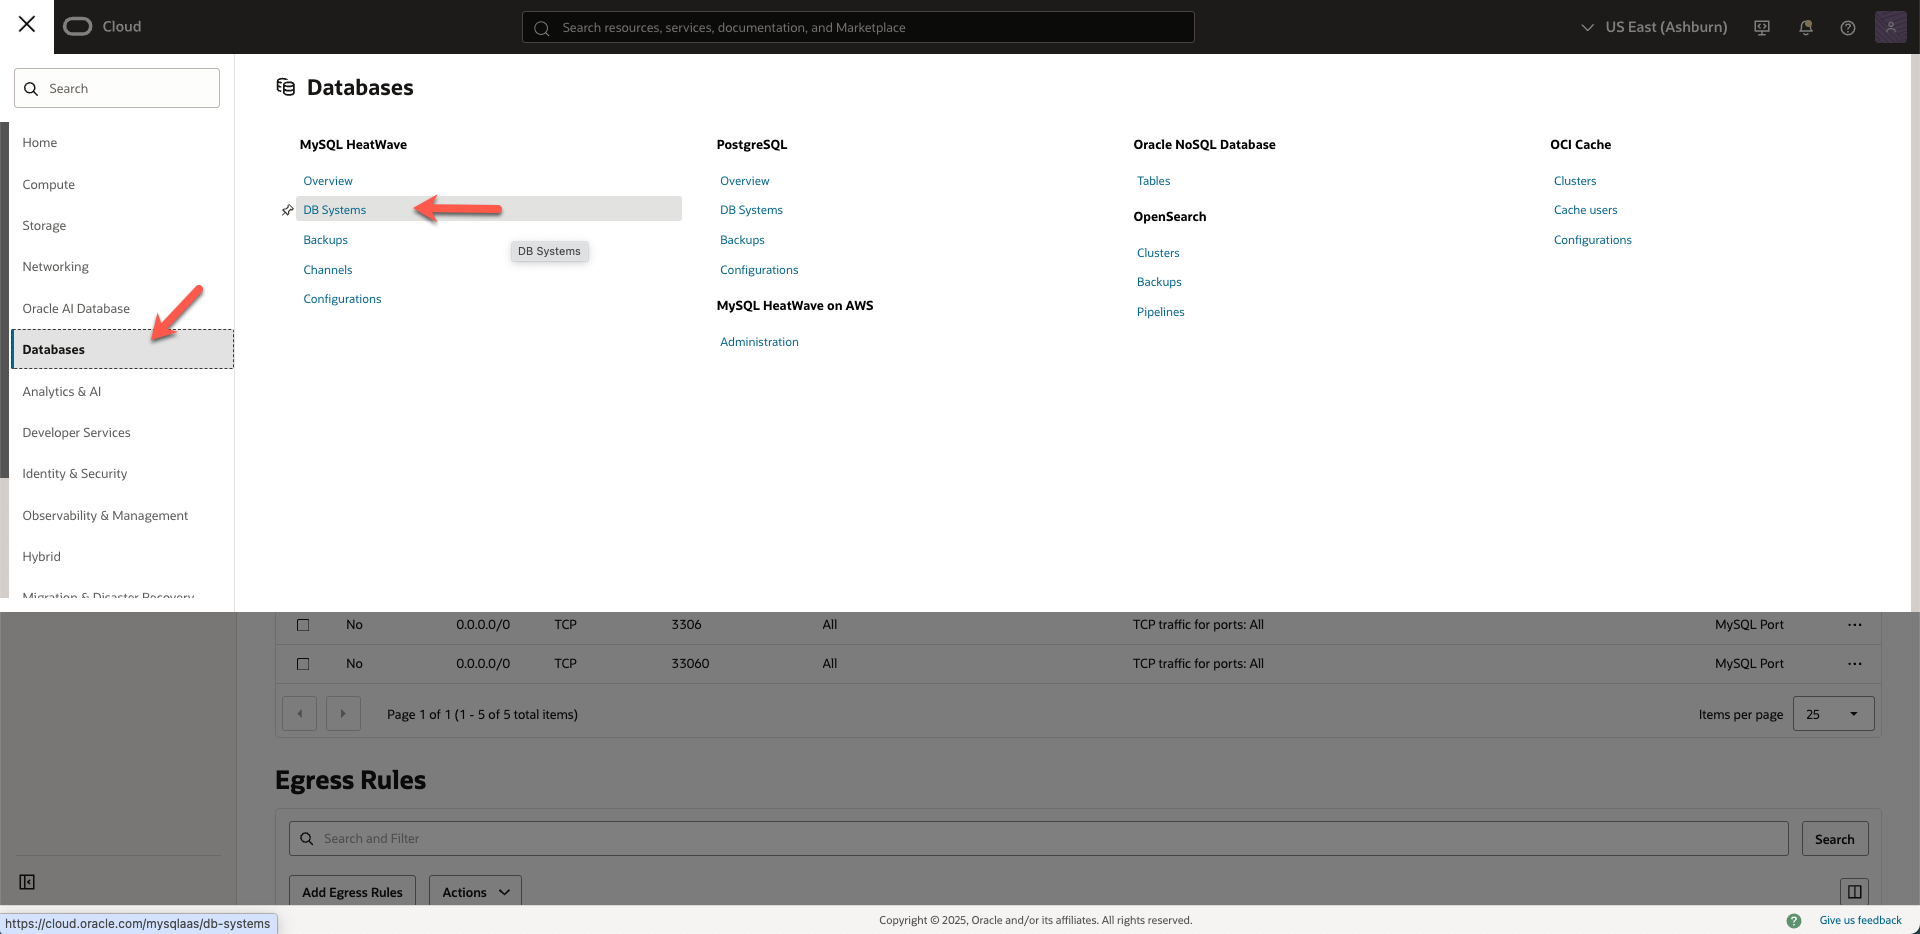 Cloud
Search resources, services, documentation, and Marketplace
US East (Ashburn)
Search
Home
Compute
Storage
Networking
Oracle AI Database
Databases
Analytics & AI
Developer Services
Identity & Security
Observability & Management
Hybrid
Migration & Disaster Recovery
Databases
MySQL HeatWave
Overview
DB Systems
DB Systems
Backups
Channels
Configurations
PostgreSQL
Overview
DB Systems
Backups
Configurations
MySQL HeatWave on AWS
Administration
Oracle NoSQL Database
Tables
OpenSearch
Clusters
Backups
Pipelines
OCI Cache
Clusters
Cache users
Configurations
No 0.0.0.0/0 TCP 3306 All TCP traffic for ports: All MySQL Port
No 0.0.0.0/0 TCP 33060 All TCP traffic for ports: All MySQL Port
Page 1 of 1 (1 - 5 of 5 total items)
Items per page 25
Egress Rules
Search and Filter
Search
Add Egress Rules
Actions
https://cloud.oracle.com/mysqlaas/db-systems
Copyright © 2025, Oracle and/or its affiliates. All rights reserved.
Give us feedback